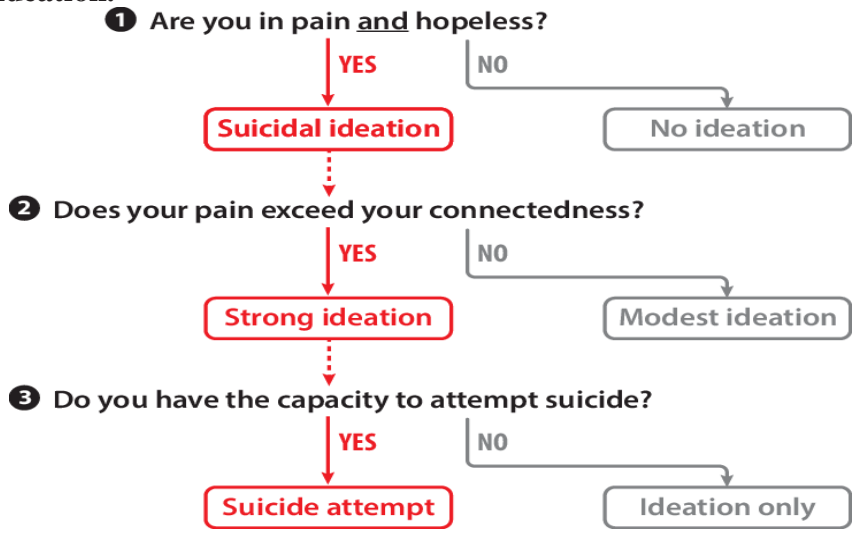 ❶ Are you in pain and hopeless?
YES NO
Suicidal ideation No ideation
❷ Does your pain exceed your connectedness?
YES NO
Strong ideation Modest ideation
❸ Do you have the capacity to attempt suicide?
YES NO
Suicide attempt Ideation only